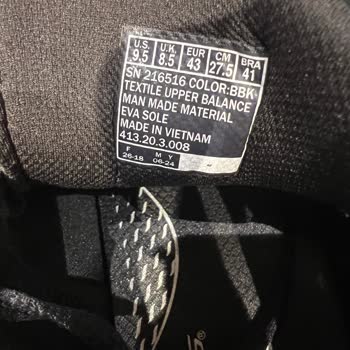 U.S. U.K. EUR CM BRA
9.5 8.5 43 27.5 41
SN 216516 COLOR:BBK
TEXTILE UPPER BALANCE
MAN MADE MATERIAL
EVA SOLE
MADE IN VIETNAM
413.20.3.008
F M Y
26-18 06-24
®